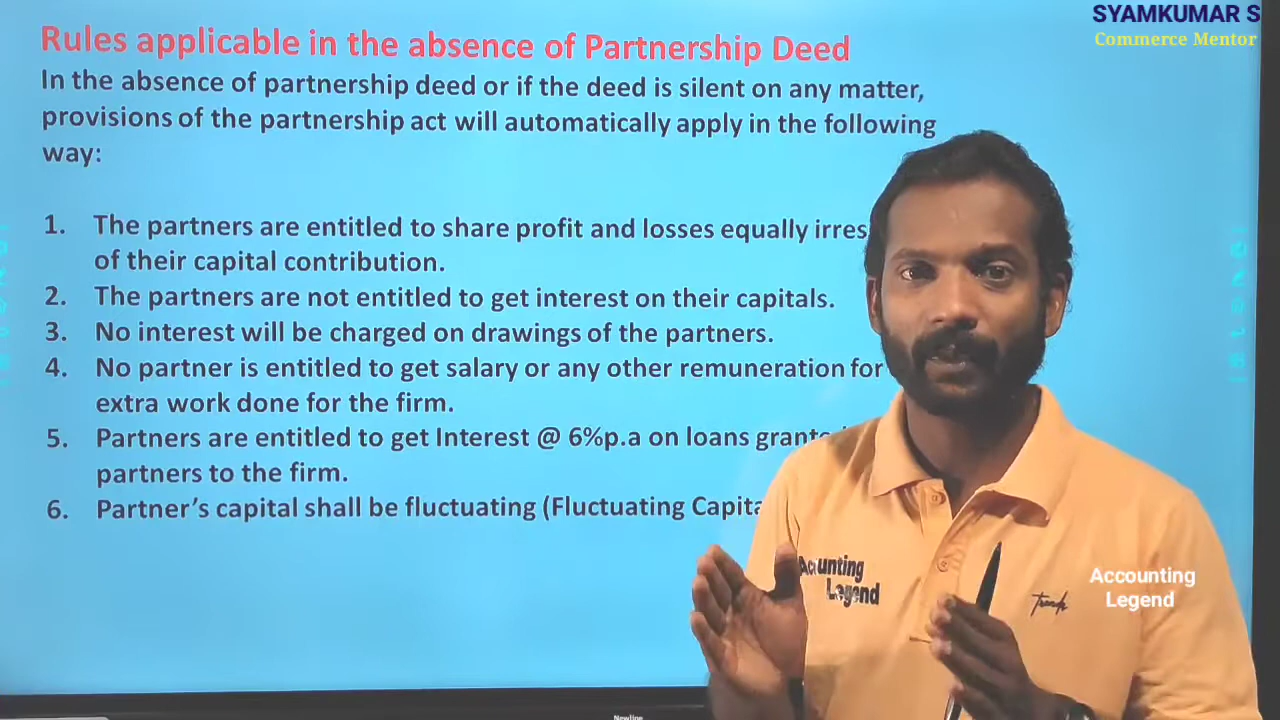 SYAMKUMAR S
Commerce Mentor
Rules applicable in the absence of Partnership Deed
In the absence of partnership deed or if the deed is silent on any matter,
provisions of the partnership act will automatically apply in the following
way:
1. The partners are entitled to share profit and losses equally
of their capital contribution.
2. The partners are not entitled to get interest on their capitals.
3. No interest will be charged on drawings of the partners.
4. No partner is entitled to get salary or any other remuneration for
extra work done for the firm.
5. Partners are entitled to get Interest @ 6%p.a on loans
partners to the firm.
6. Partner's capital shall be fluctuating (Fluctuating
Accounting
Legend
Accounting
Legend
Newline